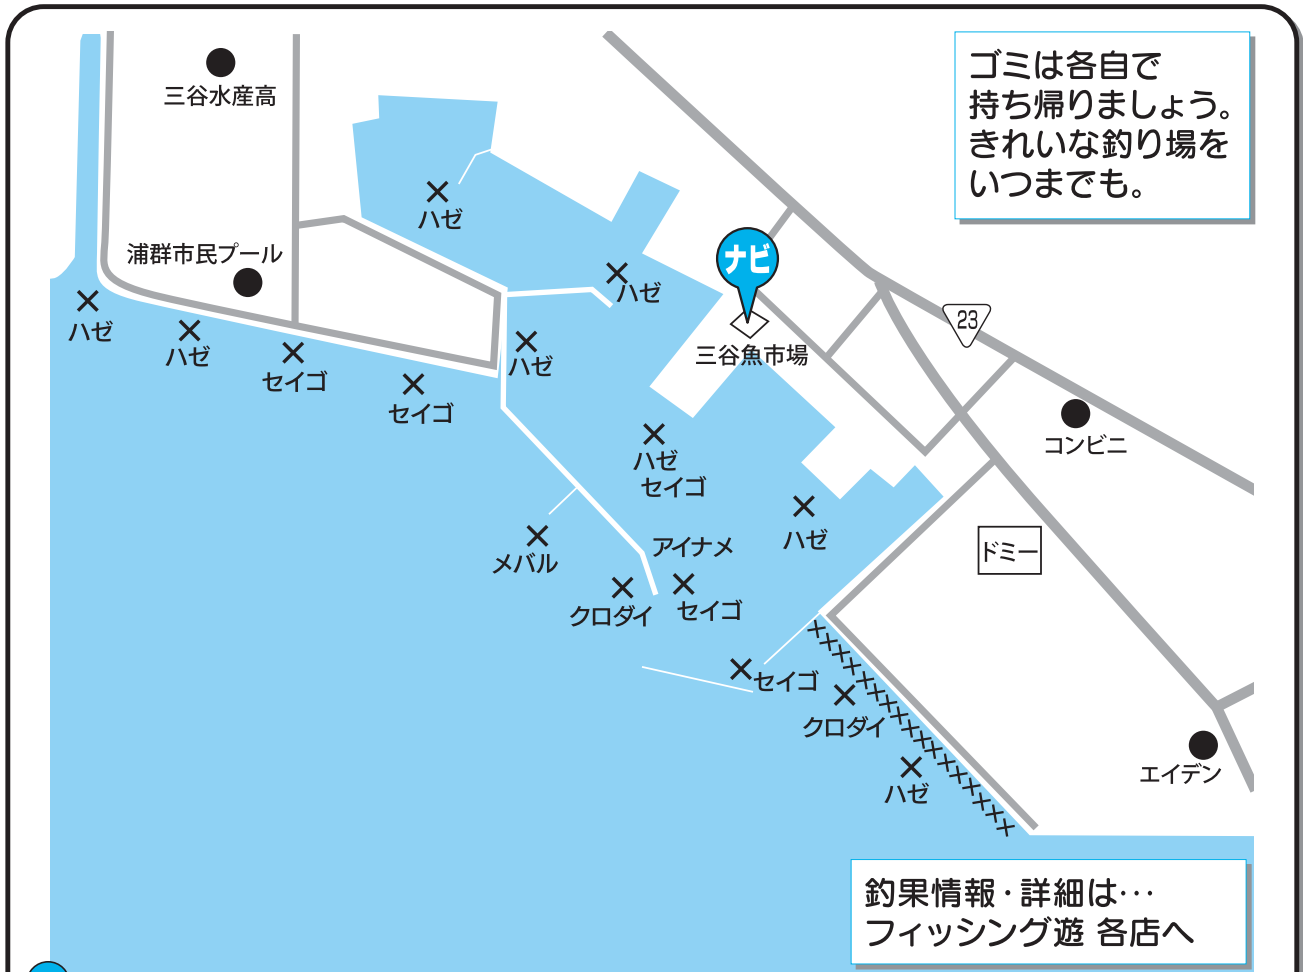 ゴミは各自で
持ち帰りましょう。
きれいな釣り場を
いつまでも。
三谷水産高
ハゼ
浦群市民プール
ナビ
ハゼ
三谷魚市場
23
ハゼ
ハゼ
セイゴ
セイゴ
ハゼ
コンビニ
ハゼ
セイゴ
ハゼ
ドミー
メバル
アイナメ
クロダイ
セイゴ
セイゴ
クロダイ
ハゼ
エイデン
釣果情報・詳細は…
フィッシング遊 各店へ